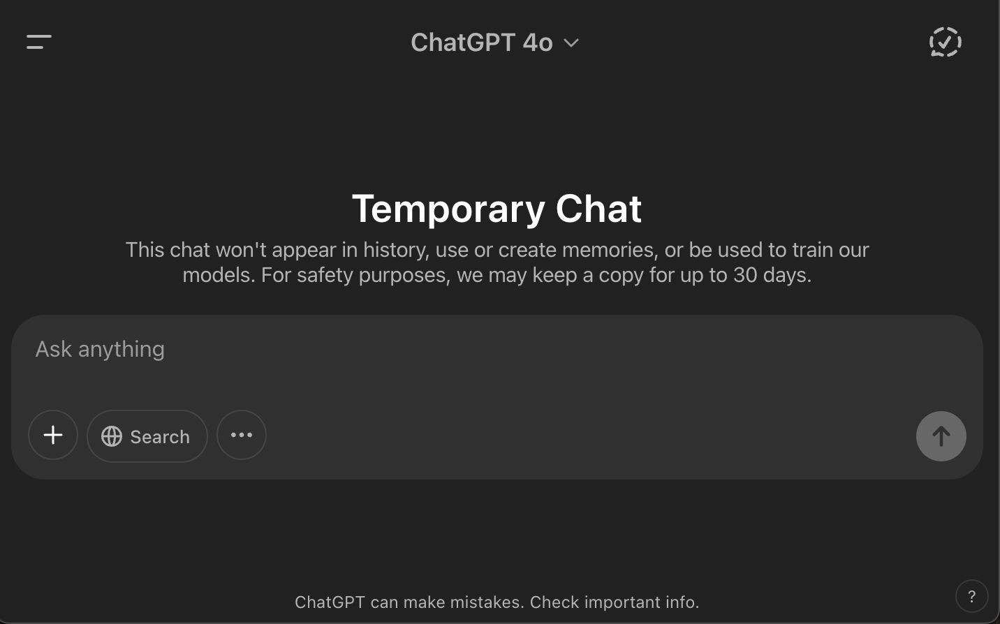 ChatGPT 4o
Temporary Chat
This chat won't appear in history, use or create memories, or be used to train our
models. For safety purposes, we may keep a copy for up to 30 days.
Ask anything
Search
ChatGPT can make mistakes. Check important info.
?